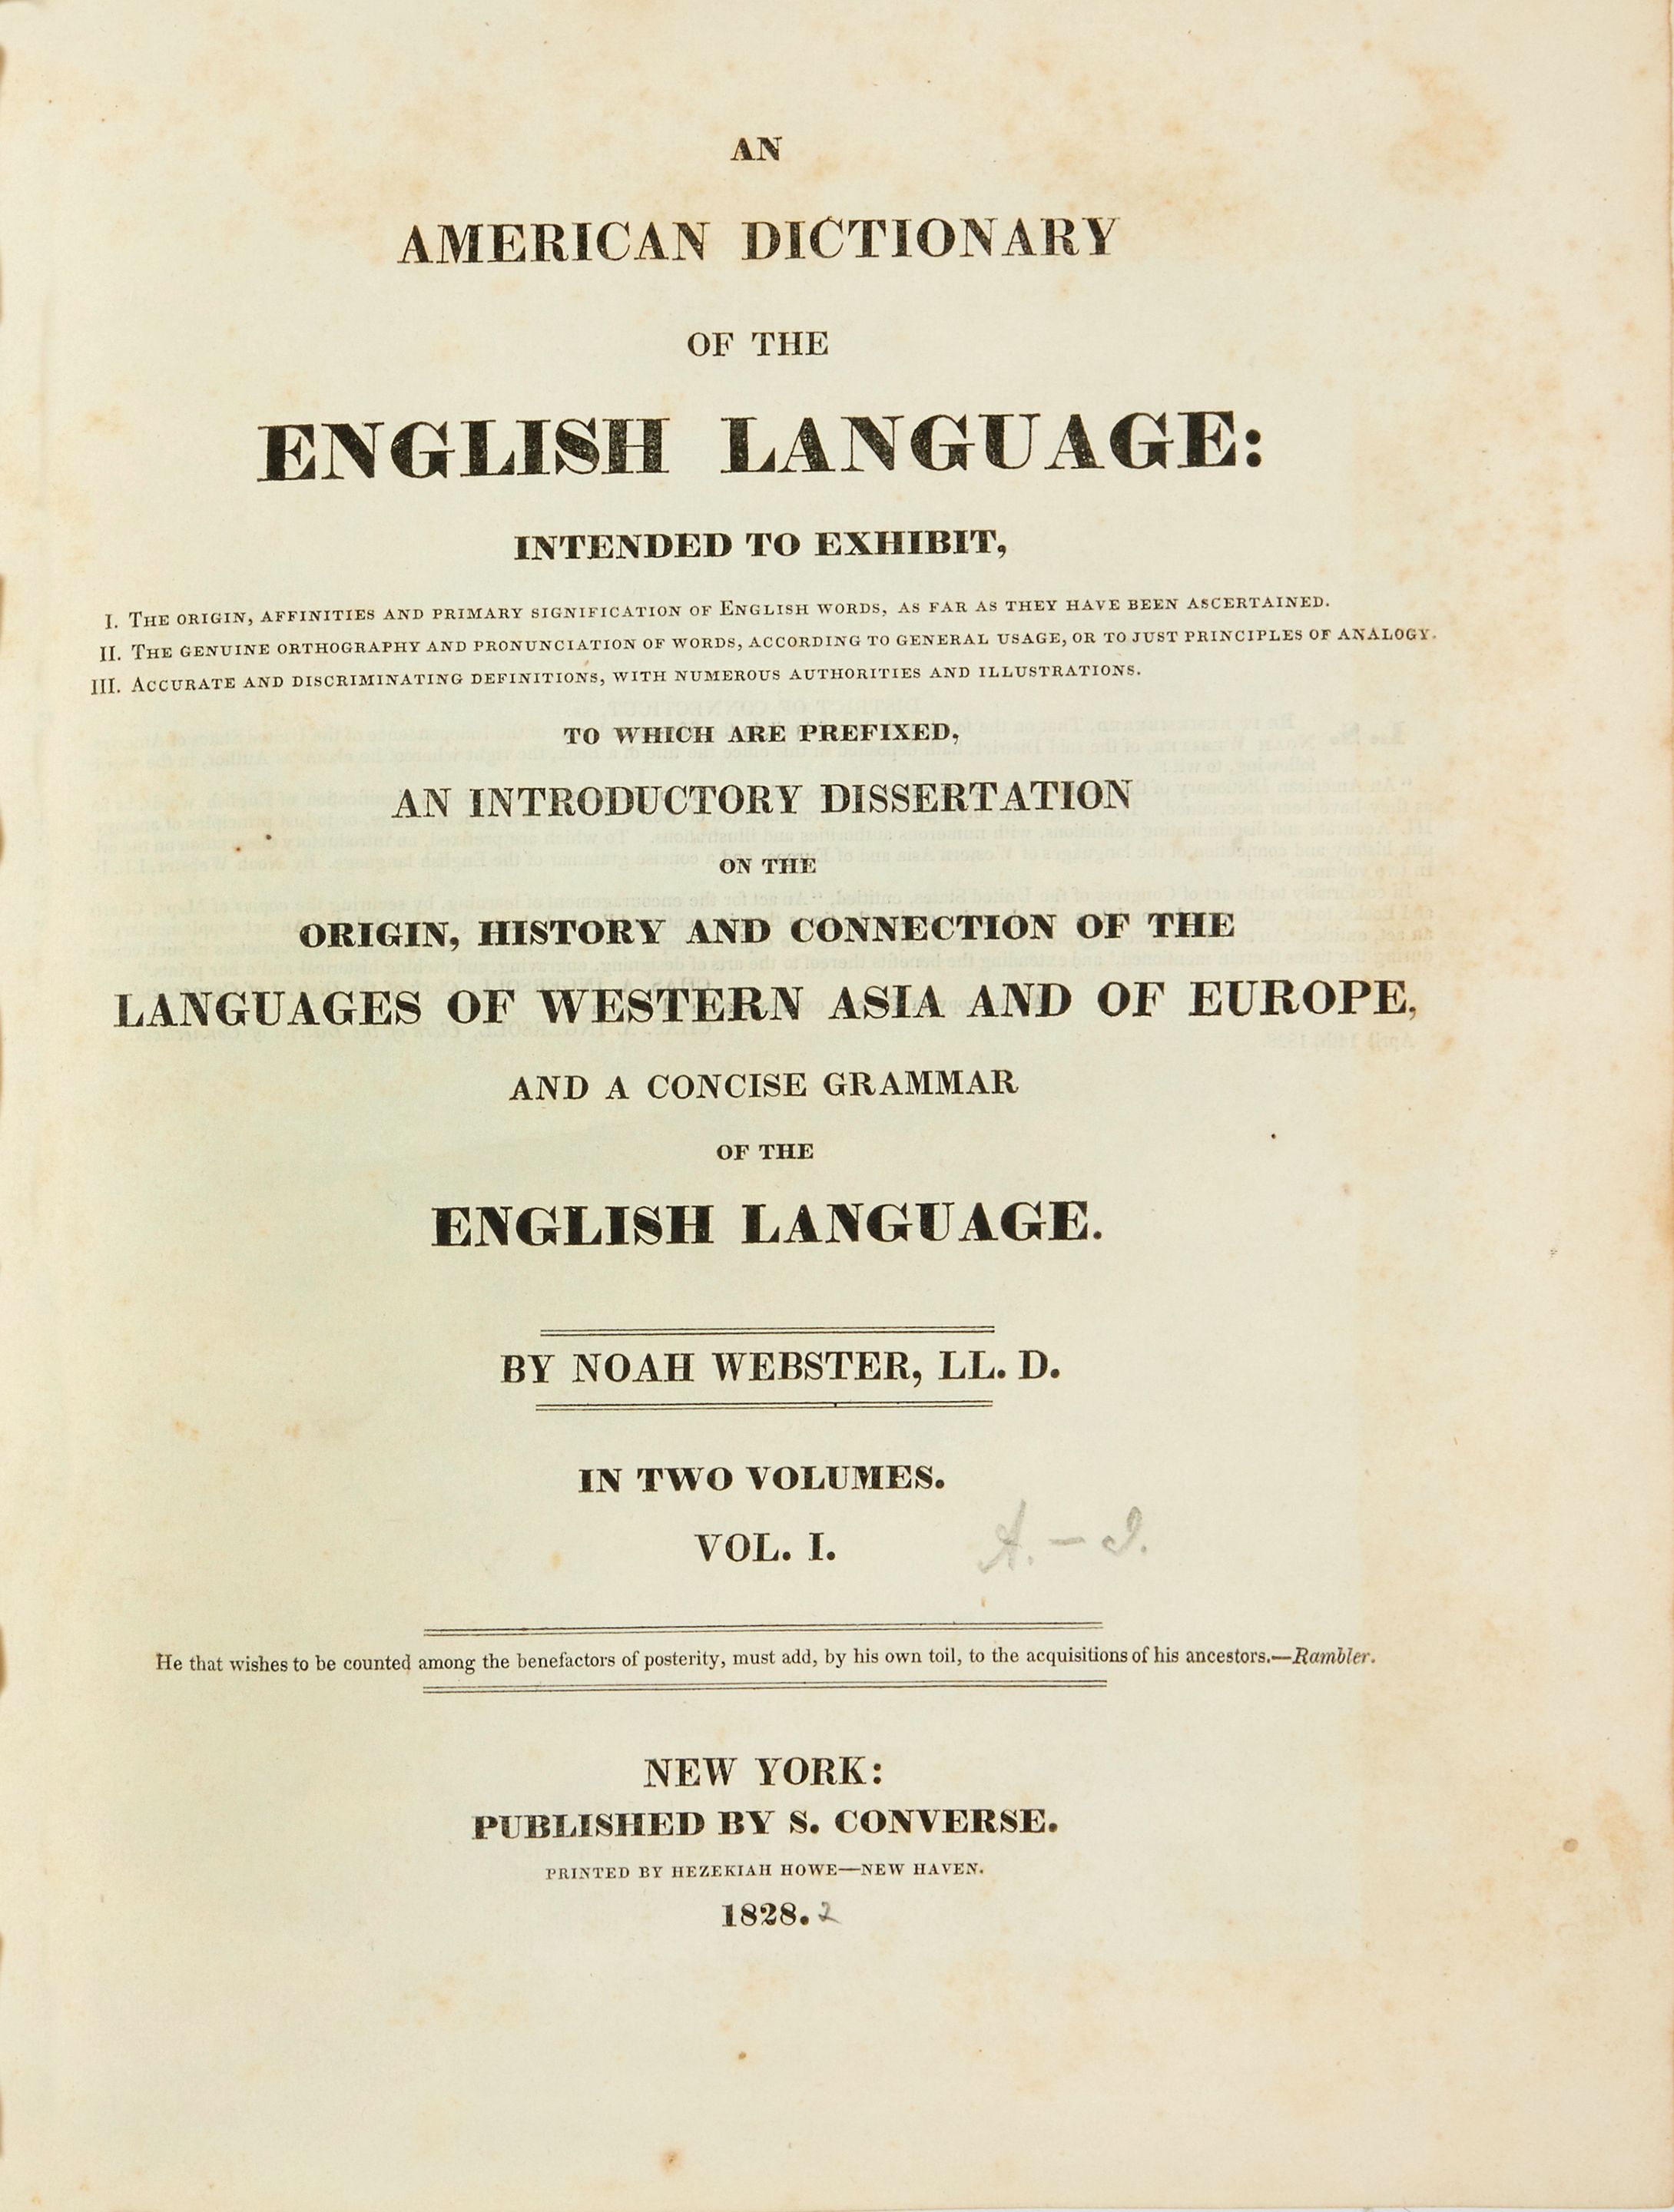 AN
AMERICAN DICTIONARY
OF THE
ENGLISH LANGUAGE:
INTENDED TO EXHIBIT,
I. THE ORIGIN, AFFINITIES AND PRIMARY SIGNIFICATION OF ENGLISH WORDS, AS FAR AS THEY HAVE BEEN ASCERTAINED.
II. THE GENUINE ORTHOGRAPHY AND PRONUNCIATION OF WORDS, ACCORDING TO GENERAL USAGE, OR TO JUST PRINCIPLES OF ANALOGY.
III. ACCURATE AND DISCRIMINATING DEFINITIONS, WITH NUMEROUS AUTHORITIES AND ILLUSTRATIONS.
TO WHICH ARE PREFIXED,
AN INTRODUCTORY DISSERTATION
ON THE
ORIGIN, HISTORY AND CONNECTION OF THE
LANGUAGES OF WESTERN ASIA AND OF EUROPE,
AND A CONCISE GRAMMAR
OF THE
ENGLISH LANGUAGE.
BY NOAH WEBSTER, LL. D.
IN TWO VOLUMES.
VOL. I. A. – I.
He that wishes to be counted among the benefactors of posterity, must add, by his own toil, to the acquisitions of his ancestors.—Rambler.
NEW YORK:
PUBLISHED BY S. CONVERSE.
PRINTED BY HEZEKIAH HOWE—NEW HAVEN.
1828. 2